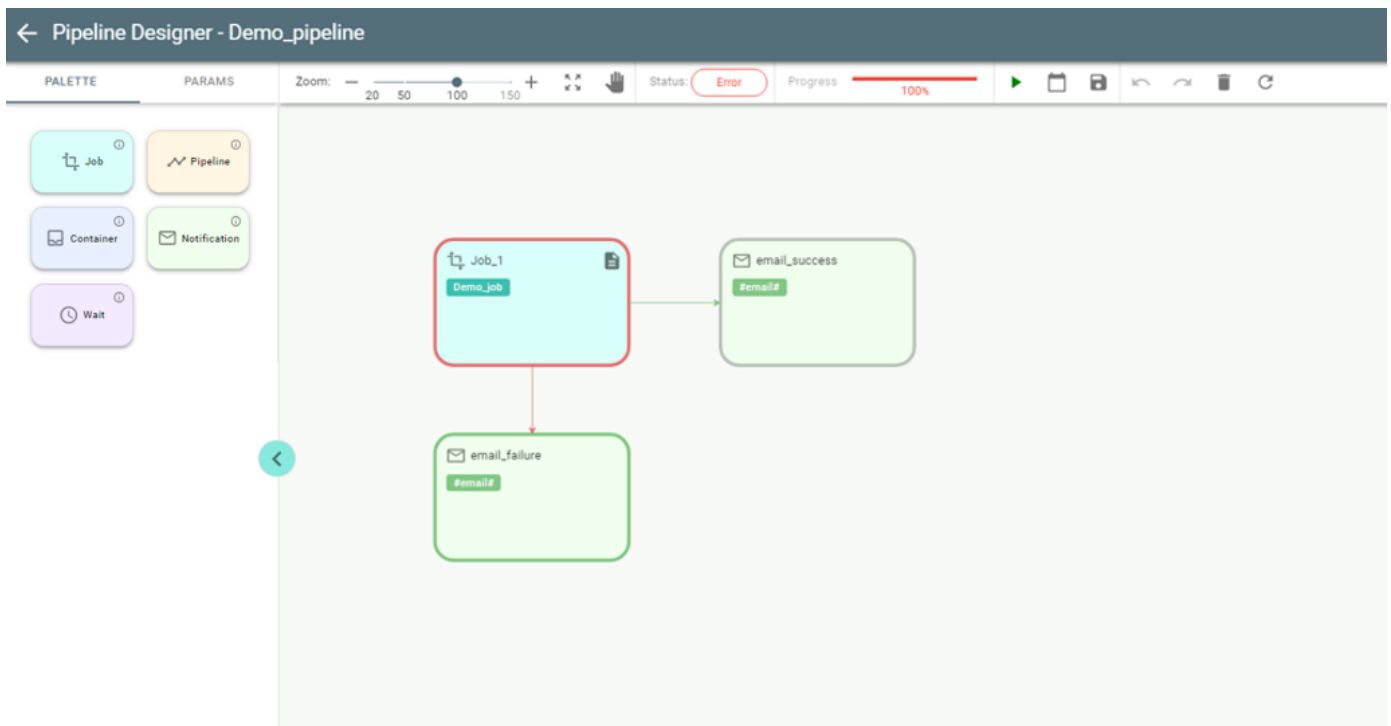 Pipeline Designer - Demo_pipeline
PALETTE PARAMS Zoom: 20 50 100 150 Status: Error Progress 100%
Job Pipeline
Container Notification
Wait
Job_1
Demo_job
email_success
#email#
email_failure
#email#